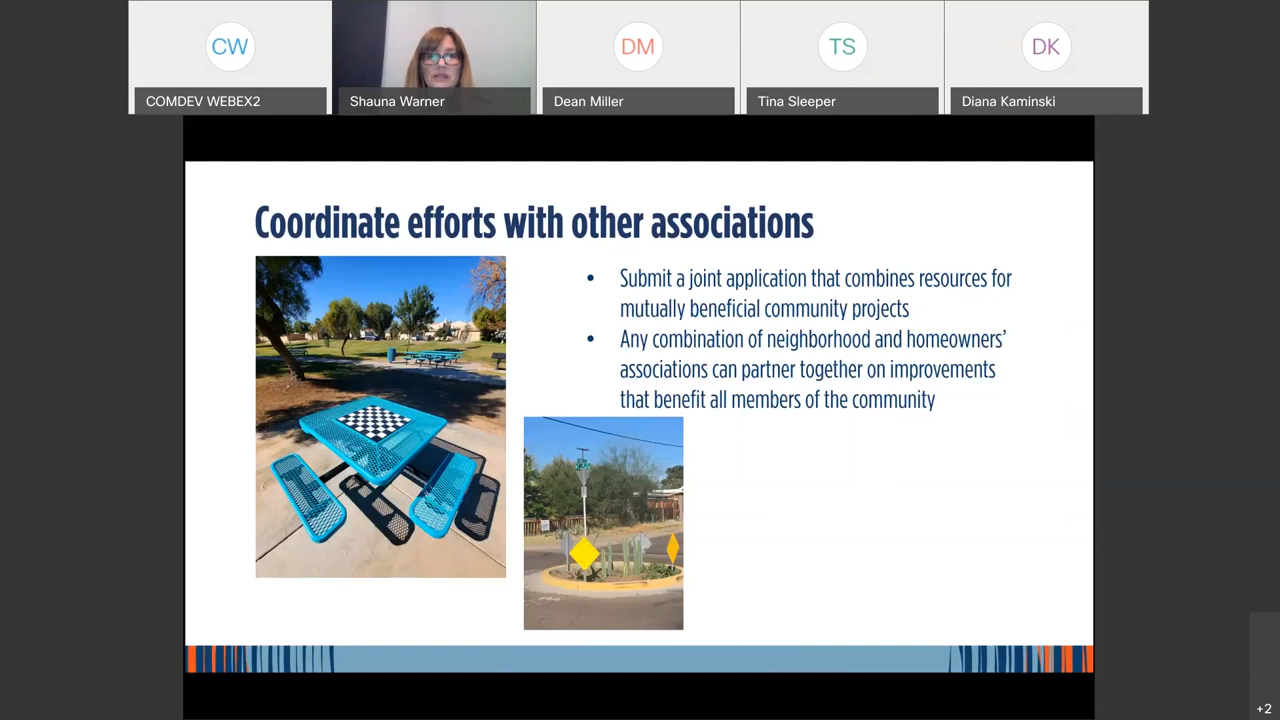 CW
DM
TS
DK
COMDEV WEBEX2
Shauna Warner
Dean Miller
Tina Sleeper
Diana Kaminski
Coordinate efforts with other associations
• Submit a joint application that combines resources for
mutually beneficial community projects
• Any combination of neighborhood and homeowners’
associations can partner together on improvements
that benefit all members of the community
+2